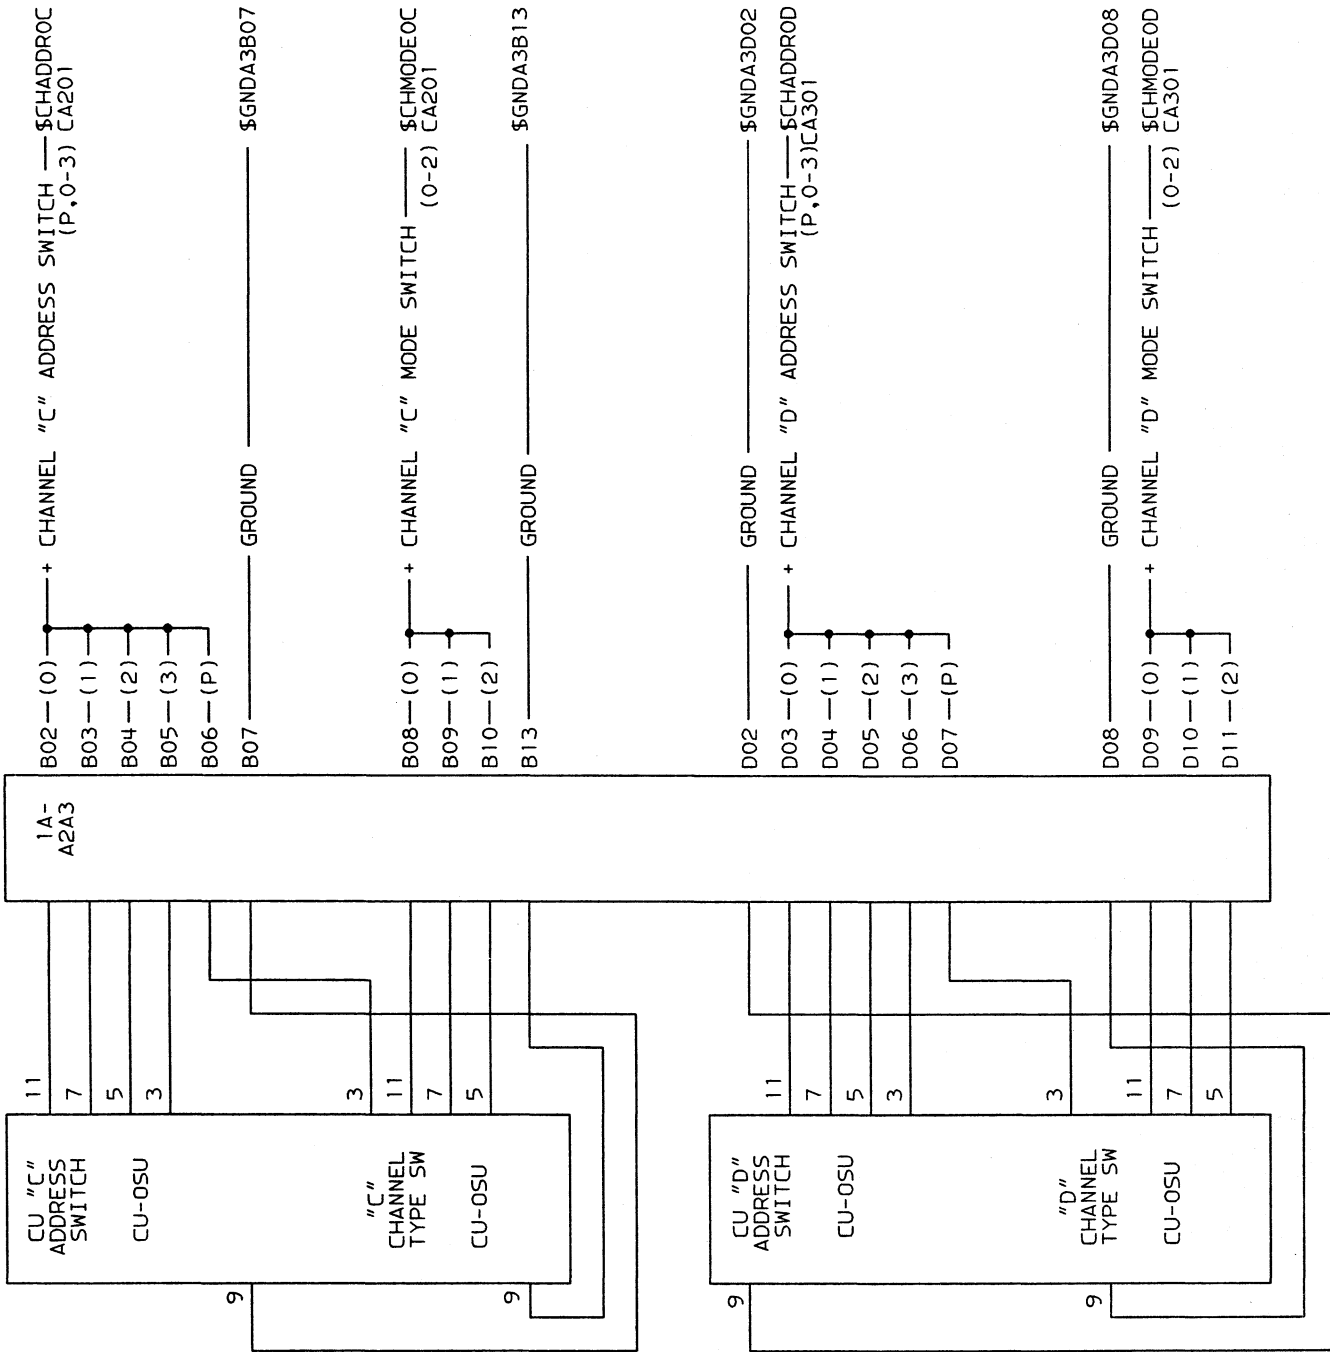 CU "C"
ADDRESS
SWITCH
CU-OSU
11
7
5
3
9
"C"
CHANNEL
TYPE SW
CU-OSU
3
11
7
5
9
CU "D"
ADDRESS
SWITCH
CU-OSU
11
7
5
3
9
"D"
CHANNEL
TYPE SW
CU-OSU
3
11
7
5
9
1A-
A2A3
B02 (0) + CHANNEL "C" ADDRESS SWITCH $CHADDROC
(P,0-3) CA201
B03 (1)
B04 (2)
B05 (3)
B06 (P)
B07 GROUND $GNDA3B07
B08 (0) + CHANNEL "C" MODE SWITCH $CHMODEOC
(0-2) CA201
B09 (1)
B10 (2)
B13 GROUND $GNDA3B13
D02 GROUND $GNDA3D02
D03 (0) + CHANNEL "D" ADDRESS SWITCH $CHADDROD
(P,0-3)CA301
D04 (1)
D05 (2)
D06 (3)
D07 (P)
D08 GROUND $GNDA3D08
D09 (0) + CHANNEL "D" MODE SWITCH $CHMODEOD
(0-2) CA301
D10 (1)
D11 (2)